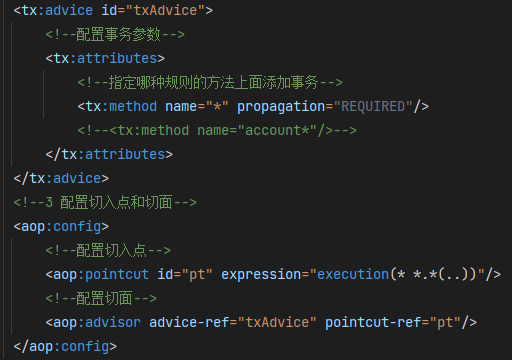 <tx:advice id="txAdvice">
<!--配置事务参数-->
<tx:attributes>
<!--指定哪种规则的方法上面添加事务-->
<tx:method name="*" propagation="REQUIRED"/>
<!--<tx:method name="account*"/>-->
</tx:attributes>
</tx:advice>
<!--3 配置切入点和切面-->
<aop:config>
<!--配置切入点-->
<aop:pointcut id="pt" expression="execution(* *.*(..))"/>
<!--配置切面-->
<aop:advisor advice-ref="txAdvice" pointcut-ref="pt"/>
</aop:config>